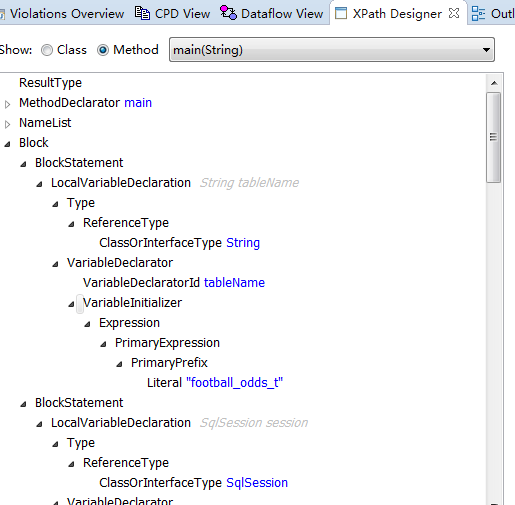 Violations Overview CPD View Dataflow View XPath Designer Outl
Show: Class Method main(String)
ResultType
MethodDeclarator main
NameList
Block
BlockStatement
LocalVariableDeclaration String tableName
Type
ReferenceType
ClassOrInterfaceType String
VariableDeclarator
VariableDeclaratorId tableName
VariableInitializer
Expression
PrimaryExpression
PrimaryPrefix
Literal "football_odds_t"
BlockStatement
LocalVariableDeclaration SqlSession session
Type
ReferenceType
ClassOrInterfaceType SqlSession
VariableDeclarator